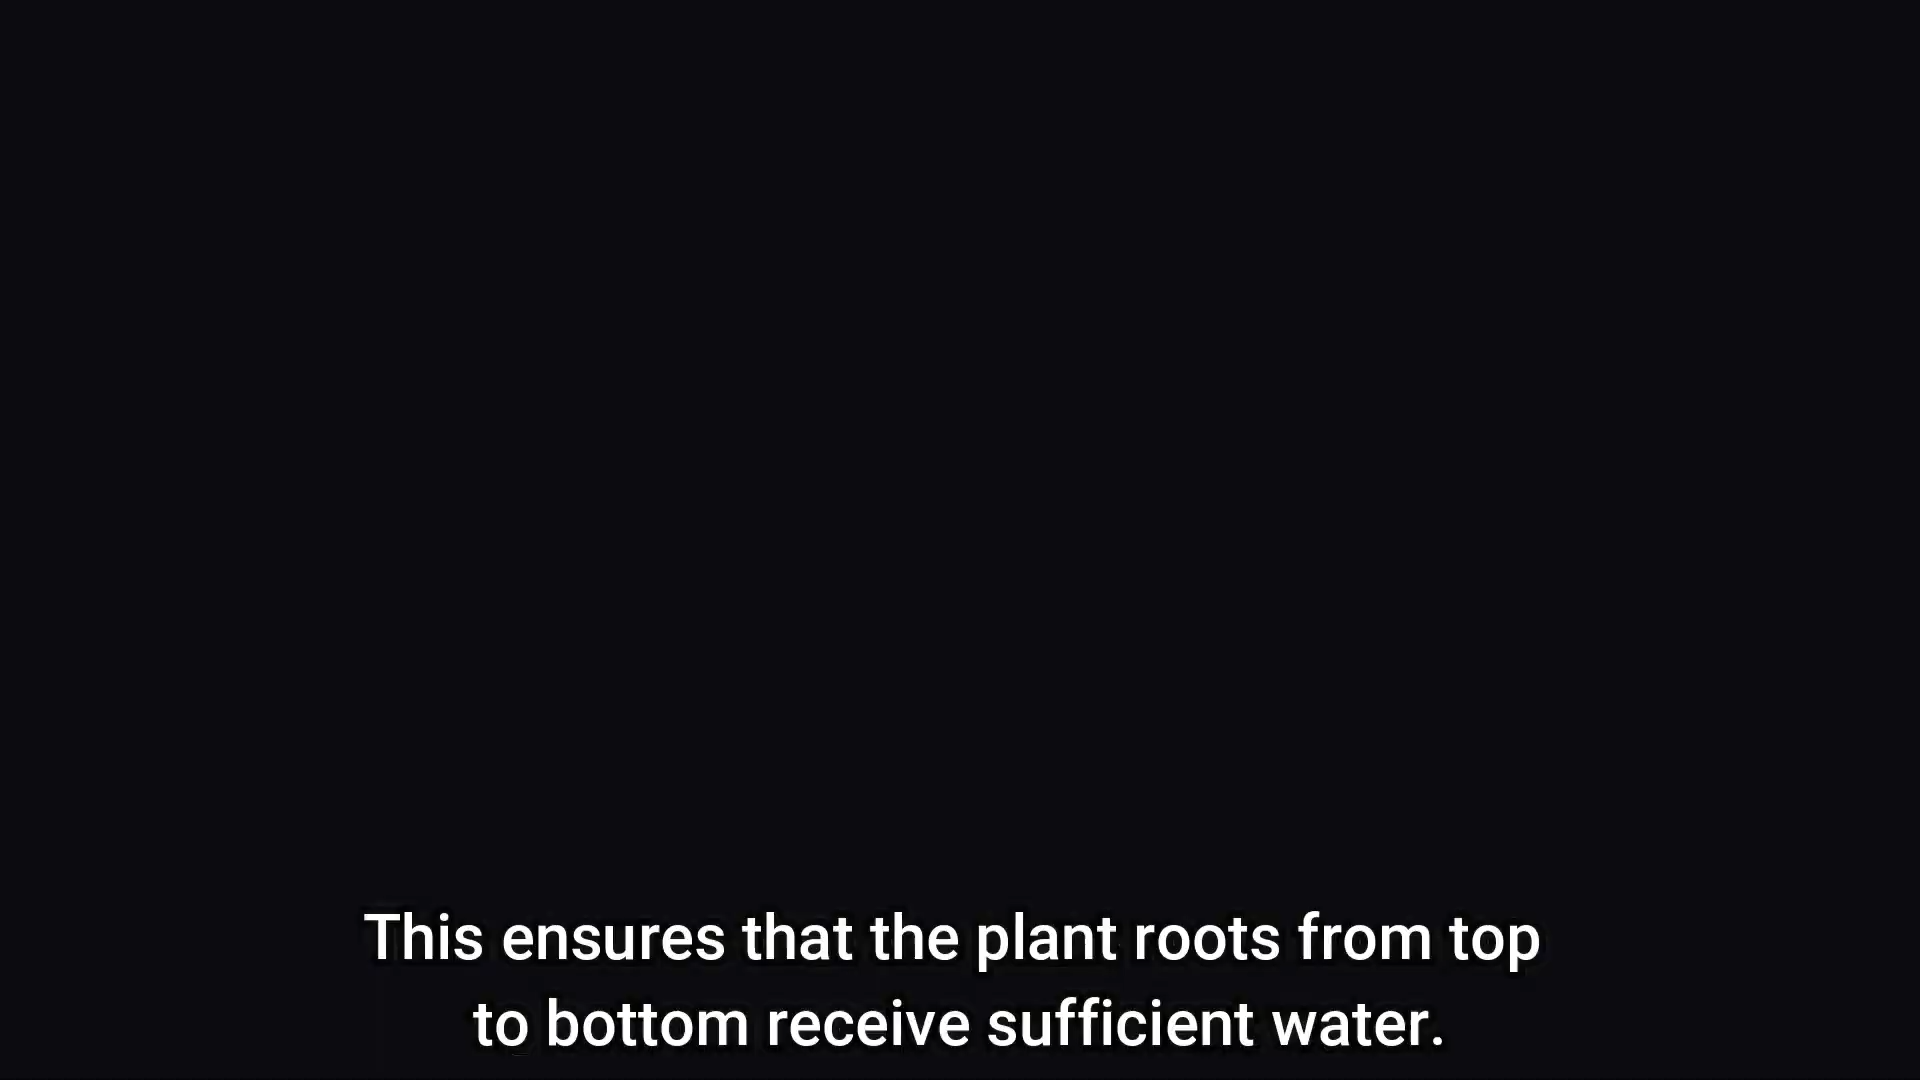 This ensures that the plant roots from top
to bottom receive sufficient water.